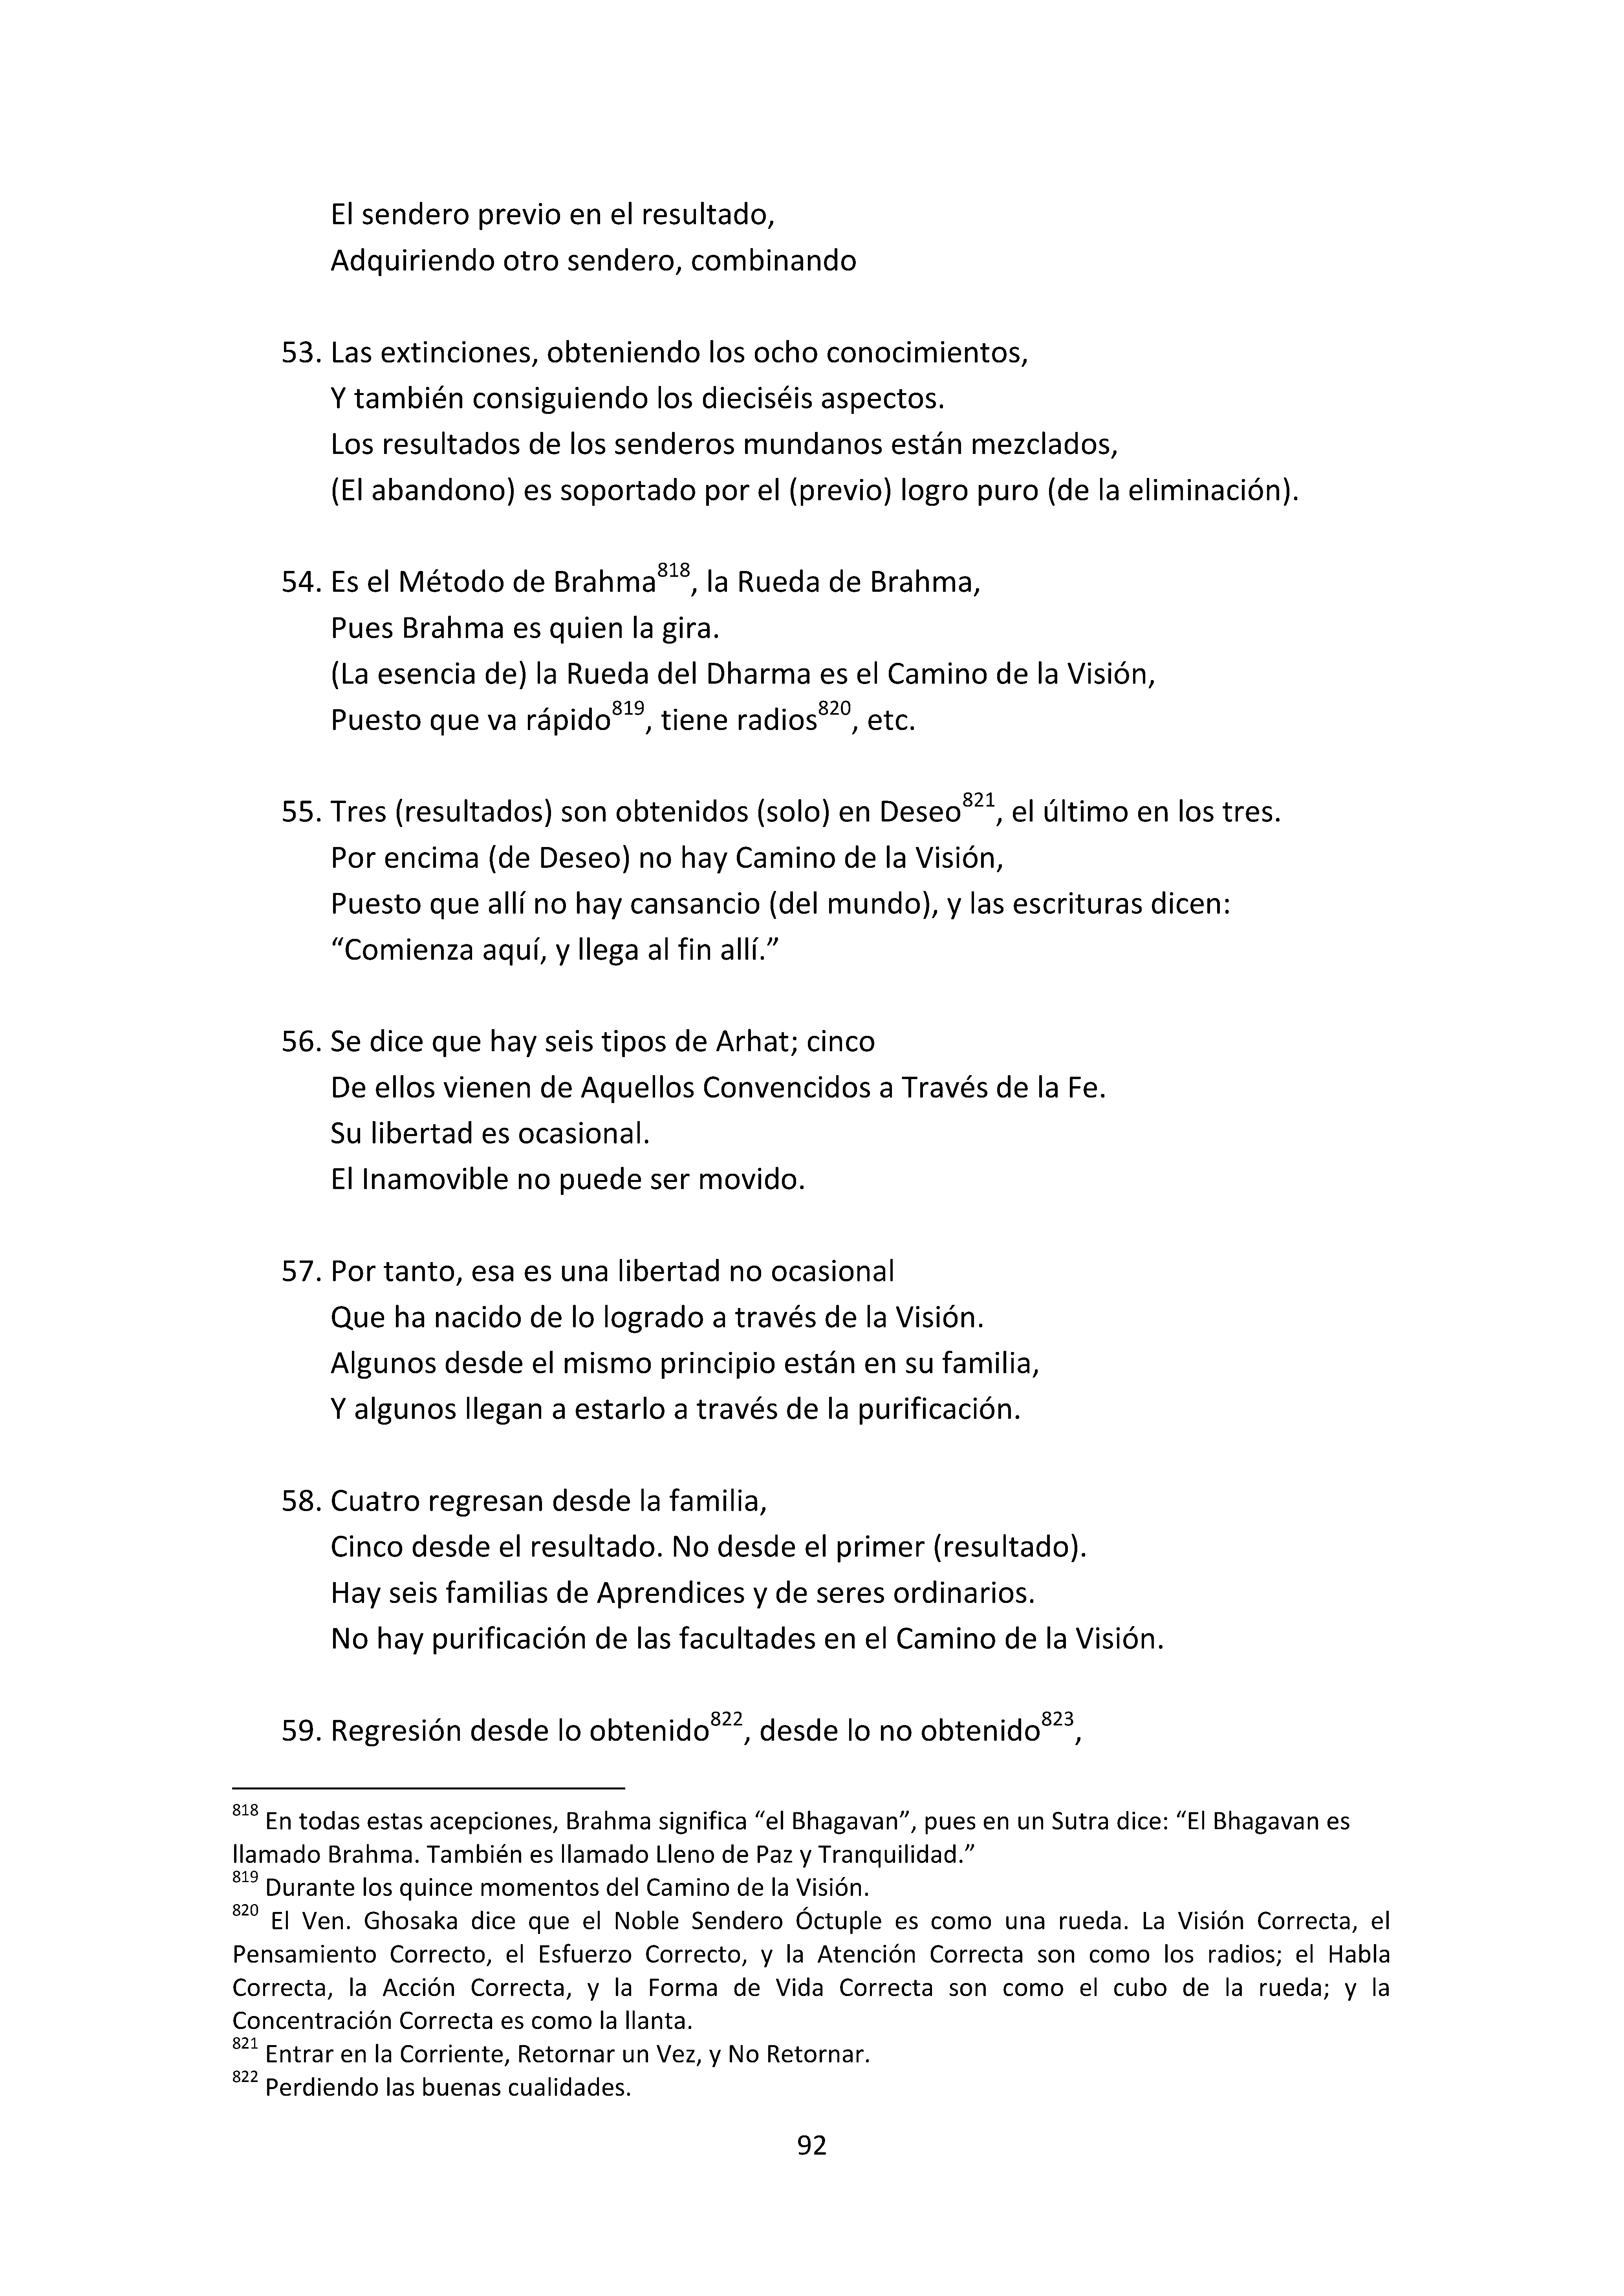 El sendero previo en el resultado,
Adquiriendo otro sendero, combinando
53. Las extinciones, obteniendo los ocho conocimientos,
Y también consiguiendo los dieciséis aspectos.
Los resultados de los senderos mundanos están mezclados,
(El abandono) es soportado por el (previo) logro puro (de la eliminación).
54. Es el Método de Brahma818, la Rueda de Brahma,
Pues Brahma es quien la gira.
(La esencia de) la Rueda del Dharma es el Camino de la Visión,
Puesto que va rápido819, tiene radios820, etc.
55. Tres (resultados) son obtenidos (solo) en Deseo821, el último en los tres.
Por encima (de Deseo) no hay Camino de la Visión,
Puesto que allí no hay cansancio (del mundo), y las escrituras dicen:
“Comienza aquí, y llega al fin allí.”
56. Se dice que hay seis tipos de Arhat; cinco
De ellos vienen de Aquellos Convencidos a Través de la Fe.
Su libertad es ocasional.
El Inamovible no puede ser movido.
57. Por tanto, esa es una libertad no ocasional
Que ha nacido de lo logrado a través de la Visión.
Algunos desde el mismo principio están en su familia,
Y algunos llegan a estarlo a través de la purificación.
58. Cuatro regresan desde la familia,
Cinco desde el resultado. No desde el primer (resultado).
Hay seis familias de Aprendices y de seres ordinarios.
No hay purificación de las facultades en el Camino de la Visión.
59. Regresión desde lo obtenido822, desde lo no obtenido823,
818 En todas estas acepciones, Brahma significa “el Bhagavan”, pues en un Sutra dice: “El Bhagavan es
llamado Brahma. También es llamado Lleno de Paz y Tranquilidad.”
819 Durante los quince momentos del Camino de la Visión.
820 El Ven. Ghosaka dice que el Noble Sendero Óctuple es como una rueda. La Visión Correcta, el
Pensamiento Correcto, el Esfuerzo Correcto, y la Atención Correcta son como los radios; el Habla
Correcta, la Acción Correcta, y la Forma de Vida Correcta son como el cubo de la rueda; y la
Concentración Correcta es como la llanta.
821 Entrar en la Corriente, Retornar un Vez, y No Retornar.
822 Perdiendo las buenas cualidades.
92